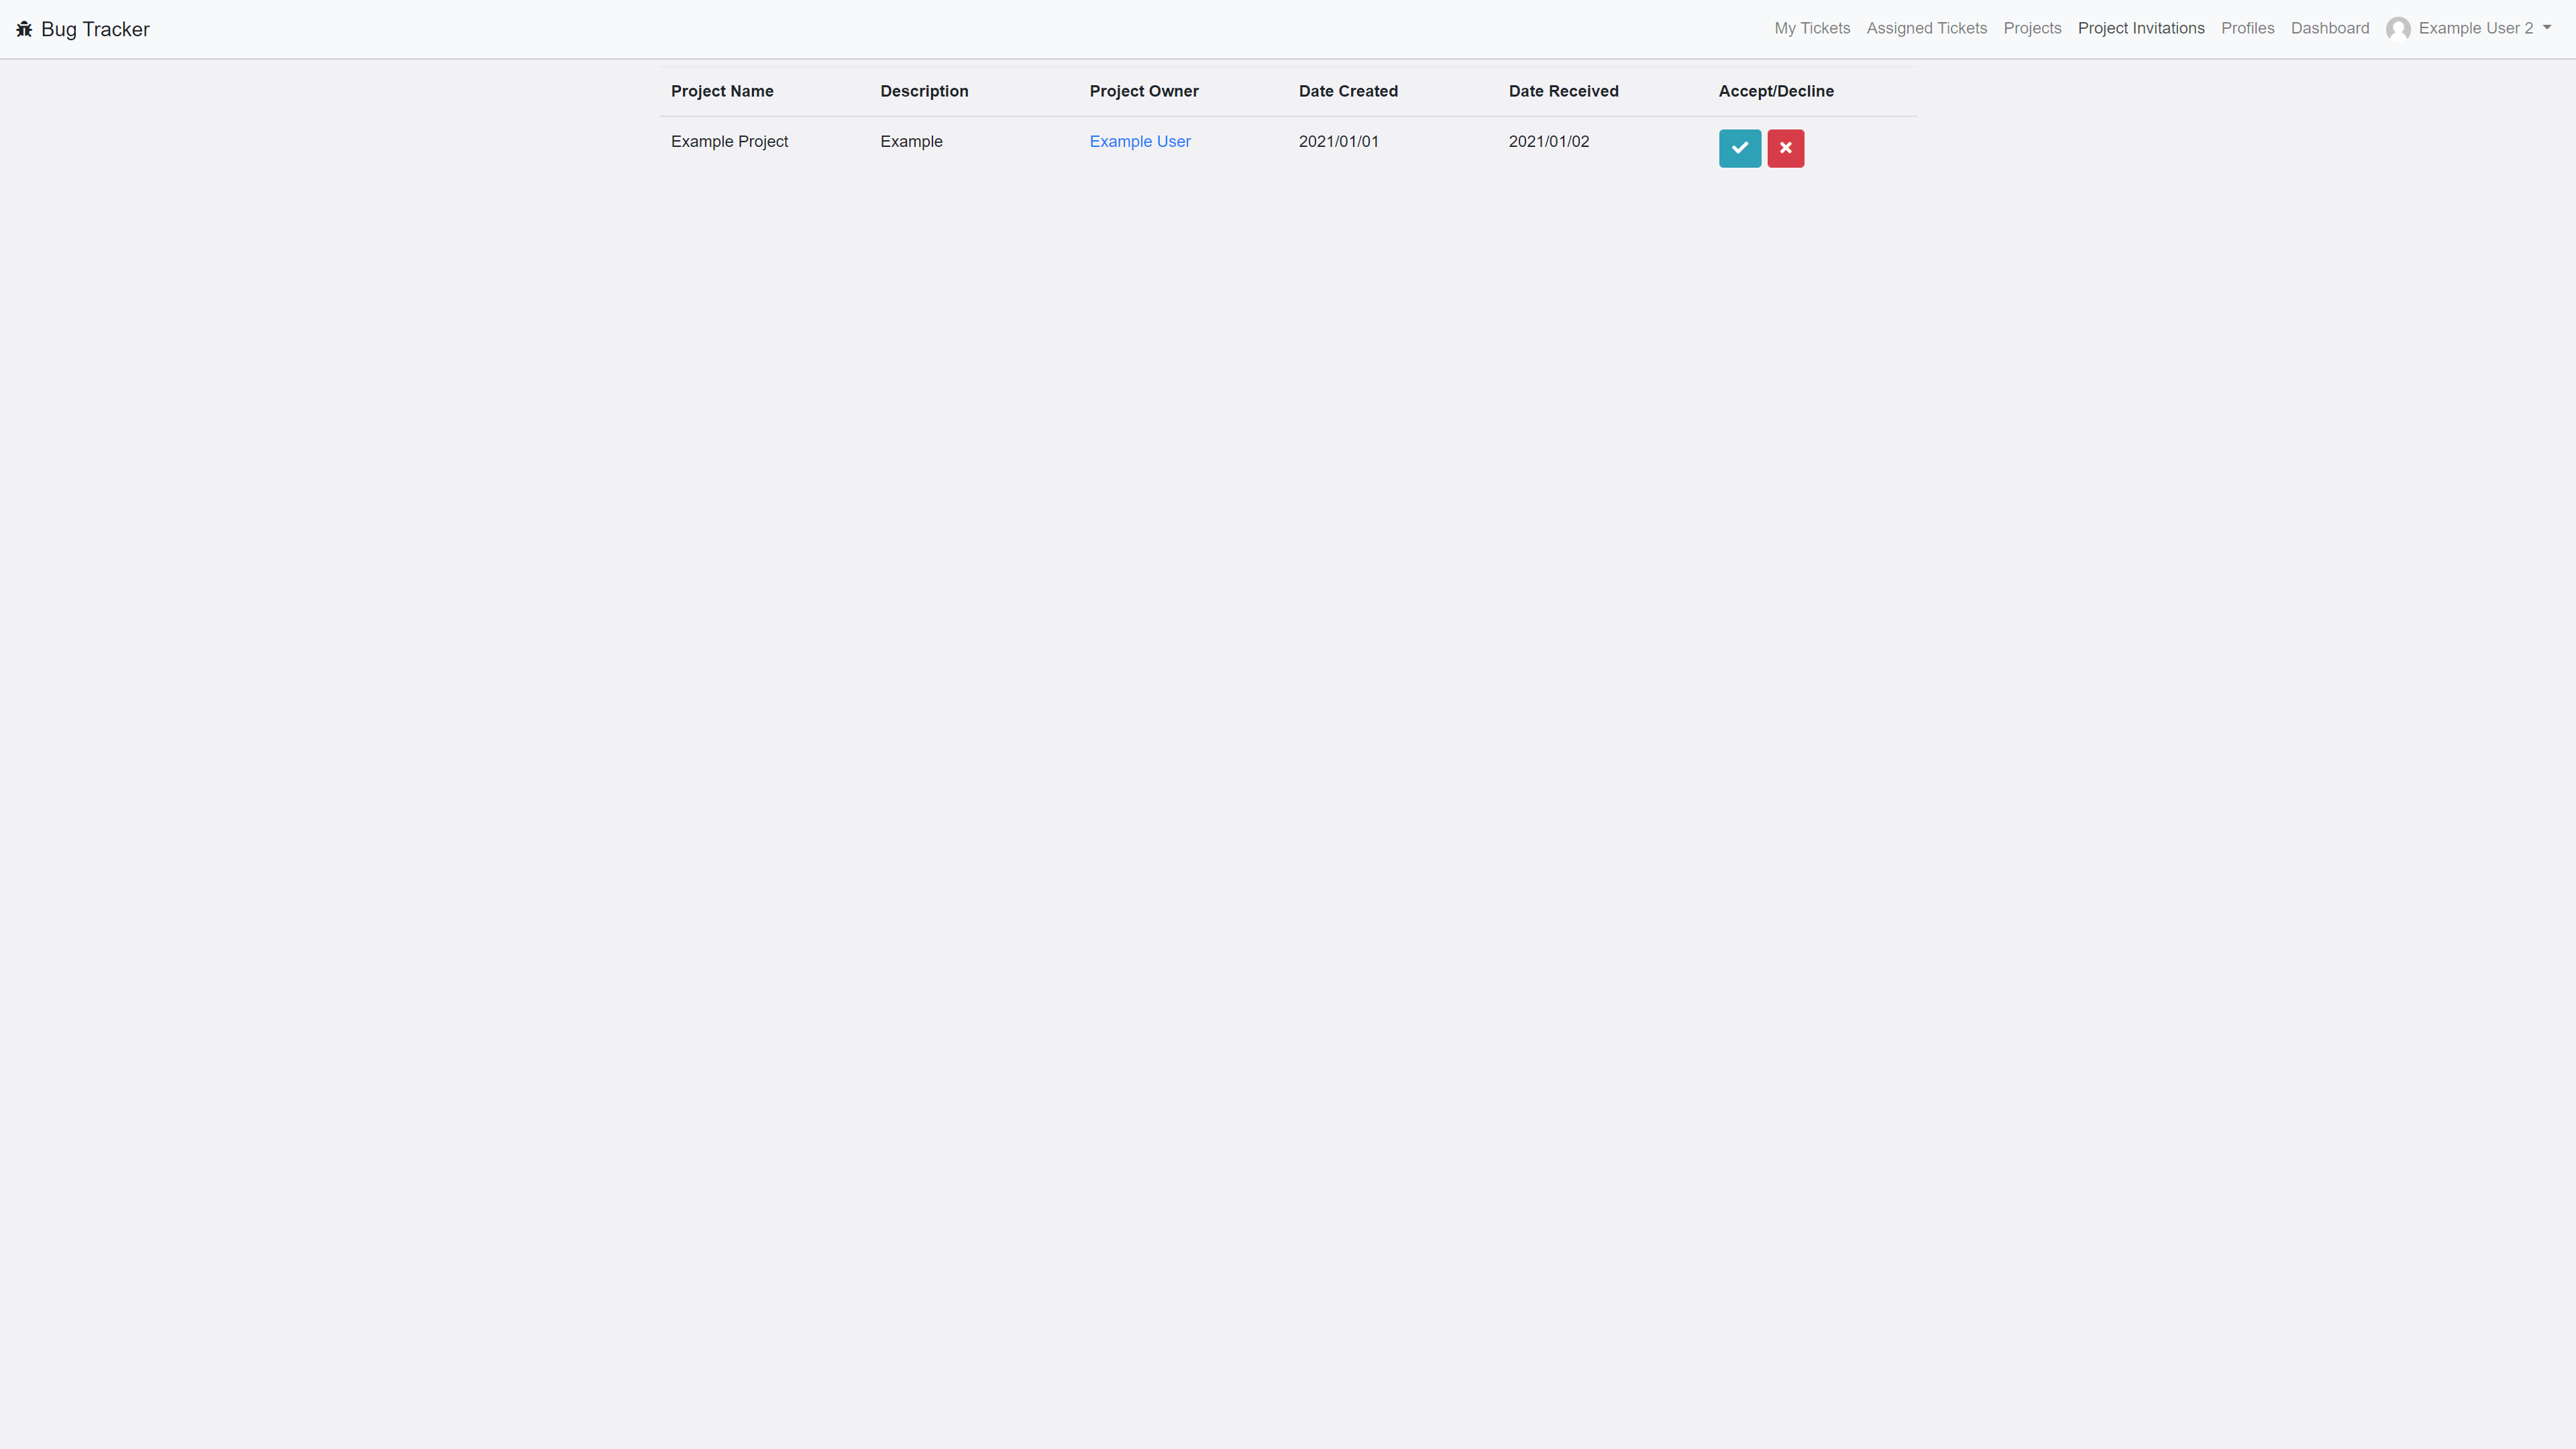 Bug Tracker My Tickets Assigned Tickets Projects Project Invitations Profiles Dashboard Example User 2
Project Name Description Project Owner Date Created Date Received Accept/Decline
Example Project Example Example User 2021/01/01 2021/01/02